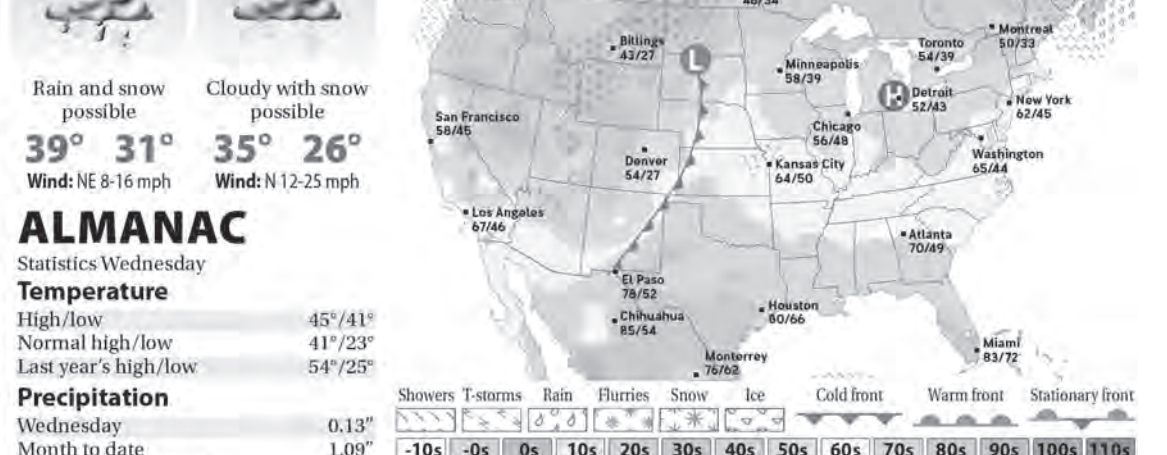 Rain and snow
possible
39° 31°
Wind: NE 8-16 mph
Cloudy with snow
possible
35° 26°
Wind: N 12-25 mph
ALMANAC
Statistics Wednesday
Temperature
High/low 45°/41°
Normal high/low 41°/23°
Last year's high/low 54°/25°
Precipitation
Wednesday 0.13"
Month to date 1.09"
46/34
Billings
43/27
L
Minneapolis
58/39
Montreal
50/33
Toronto
54/39
H
Detroit
52/43
New York
62/45
San Francisco
58/45
Chicago
56/48
Denver
54/27
Kansas City
64/50
Washington
65/44
Los Angeles
67/46
Atlanta
70/49
El Paso
78/52
Chihuahua
85/54
Houston
80/66
Miami
83/72
Monterrey
76/62
Showers T-storms Rain Flurries Snow Ice Cold front Warm front Stationary front
-10s -0s 0s 10s 20s 30s 40s 50s 60s 70s 80s 90s 100s 110s